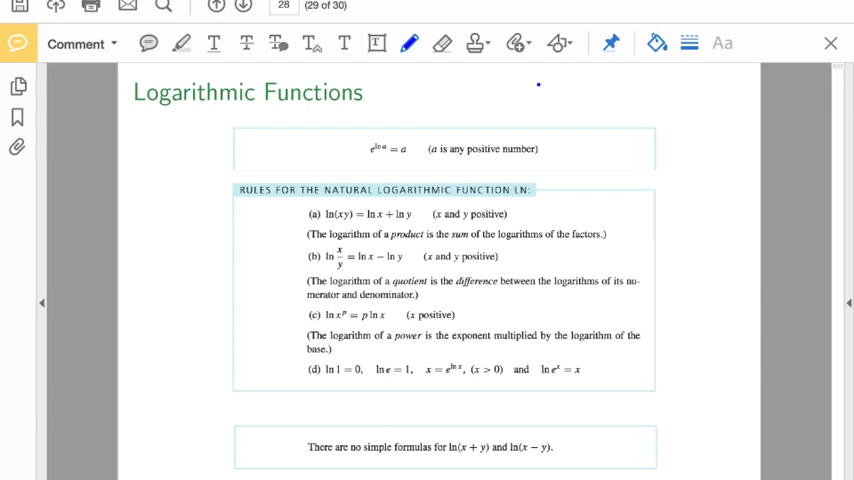 28 (29 of 30)
Comment Aa
Logarithmic Functions
e^{ln a} = a (a is any positive number)
RULES FOR THE NATURAL LOGARITHMIC FUNCTION LN:
(a) ln(xy) = ln x + ln y (x and y positive)
(The logarithm of a product is the sum of the logarithms of the factors.)
(b) ln x/y = ln x − ln y (x and y positive)
(The logarithm of a quotient is the difference between the logarithms of its nu-
merator and denominator.)
(c) ln x^p = p ln x (x positive)
(The logarithm of a power is the exponent multiplied by the logarithm of the
base.)
(d) ln 1 = 0, ln e = 1, x = e^{ln x}, (x > 0) and ln e^x = x
There are no simple formulas for ln(x + y) and ln(x − y).